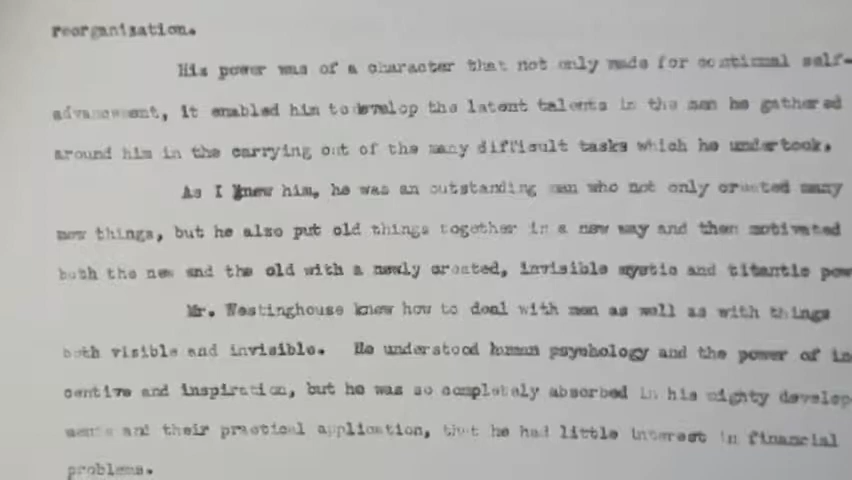 reorganization.
His power was of a character that not only made for continual self-
advancement, it enabled him to develop the latent talents in the men he gathered
around him in the carrying out of the many difficult tasks which he undertook.
As I knew him, he was an outstanding man who not only created many
new things, but he also put old things together in a new way and then motivated
both the new and the old with a newly created, invisible mystic and titantic pow
Mr. Westinghouse knew how to deal with men as well as with things
both visible and invisible. He understood human psychology and the power of in
centive and inspiration, but he was so completely absorbed in his mighty develop
ments and their practical application, that he had little interest in financial
problems.